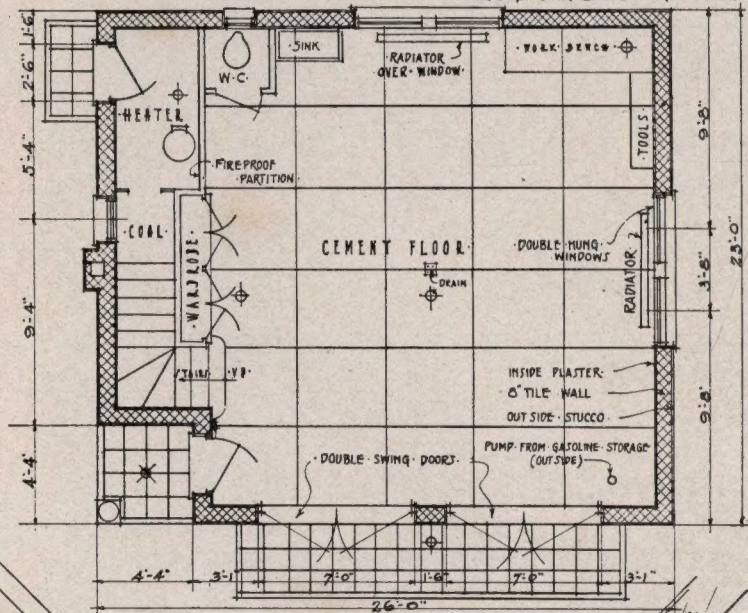 1'-6"
2'-6"
5'-4"
9'-4"
4'-4"
W.C.
·SINK·
·RADIATOR
OVER·WINDOW·
·WORK BENCH·
·TOOLS·
·HEATER·
FIREPROOF
PARTITION·
·COAL·
·WARDROBE·
CEMENT FLOOR·
DRAIN
·DOUBLE·HUNG·
WINDOWS
RADIATOR
9'-8"
3'-8"
9'-8"
23'-0"
STAIRS · UP
INSIDE PLASTER·
8" TILE WALL
OUTSIDE·STUCCO
PUMP·FROM·GASOLINE·STORAGE·
(OUTSIDE)
·DOUBLE·SWING·DOORS·
4'-4"
3'-1"
7'-0"
1'-6"
7'-0"
3'-1"
26'-0"